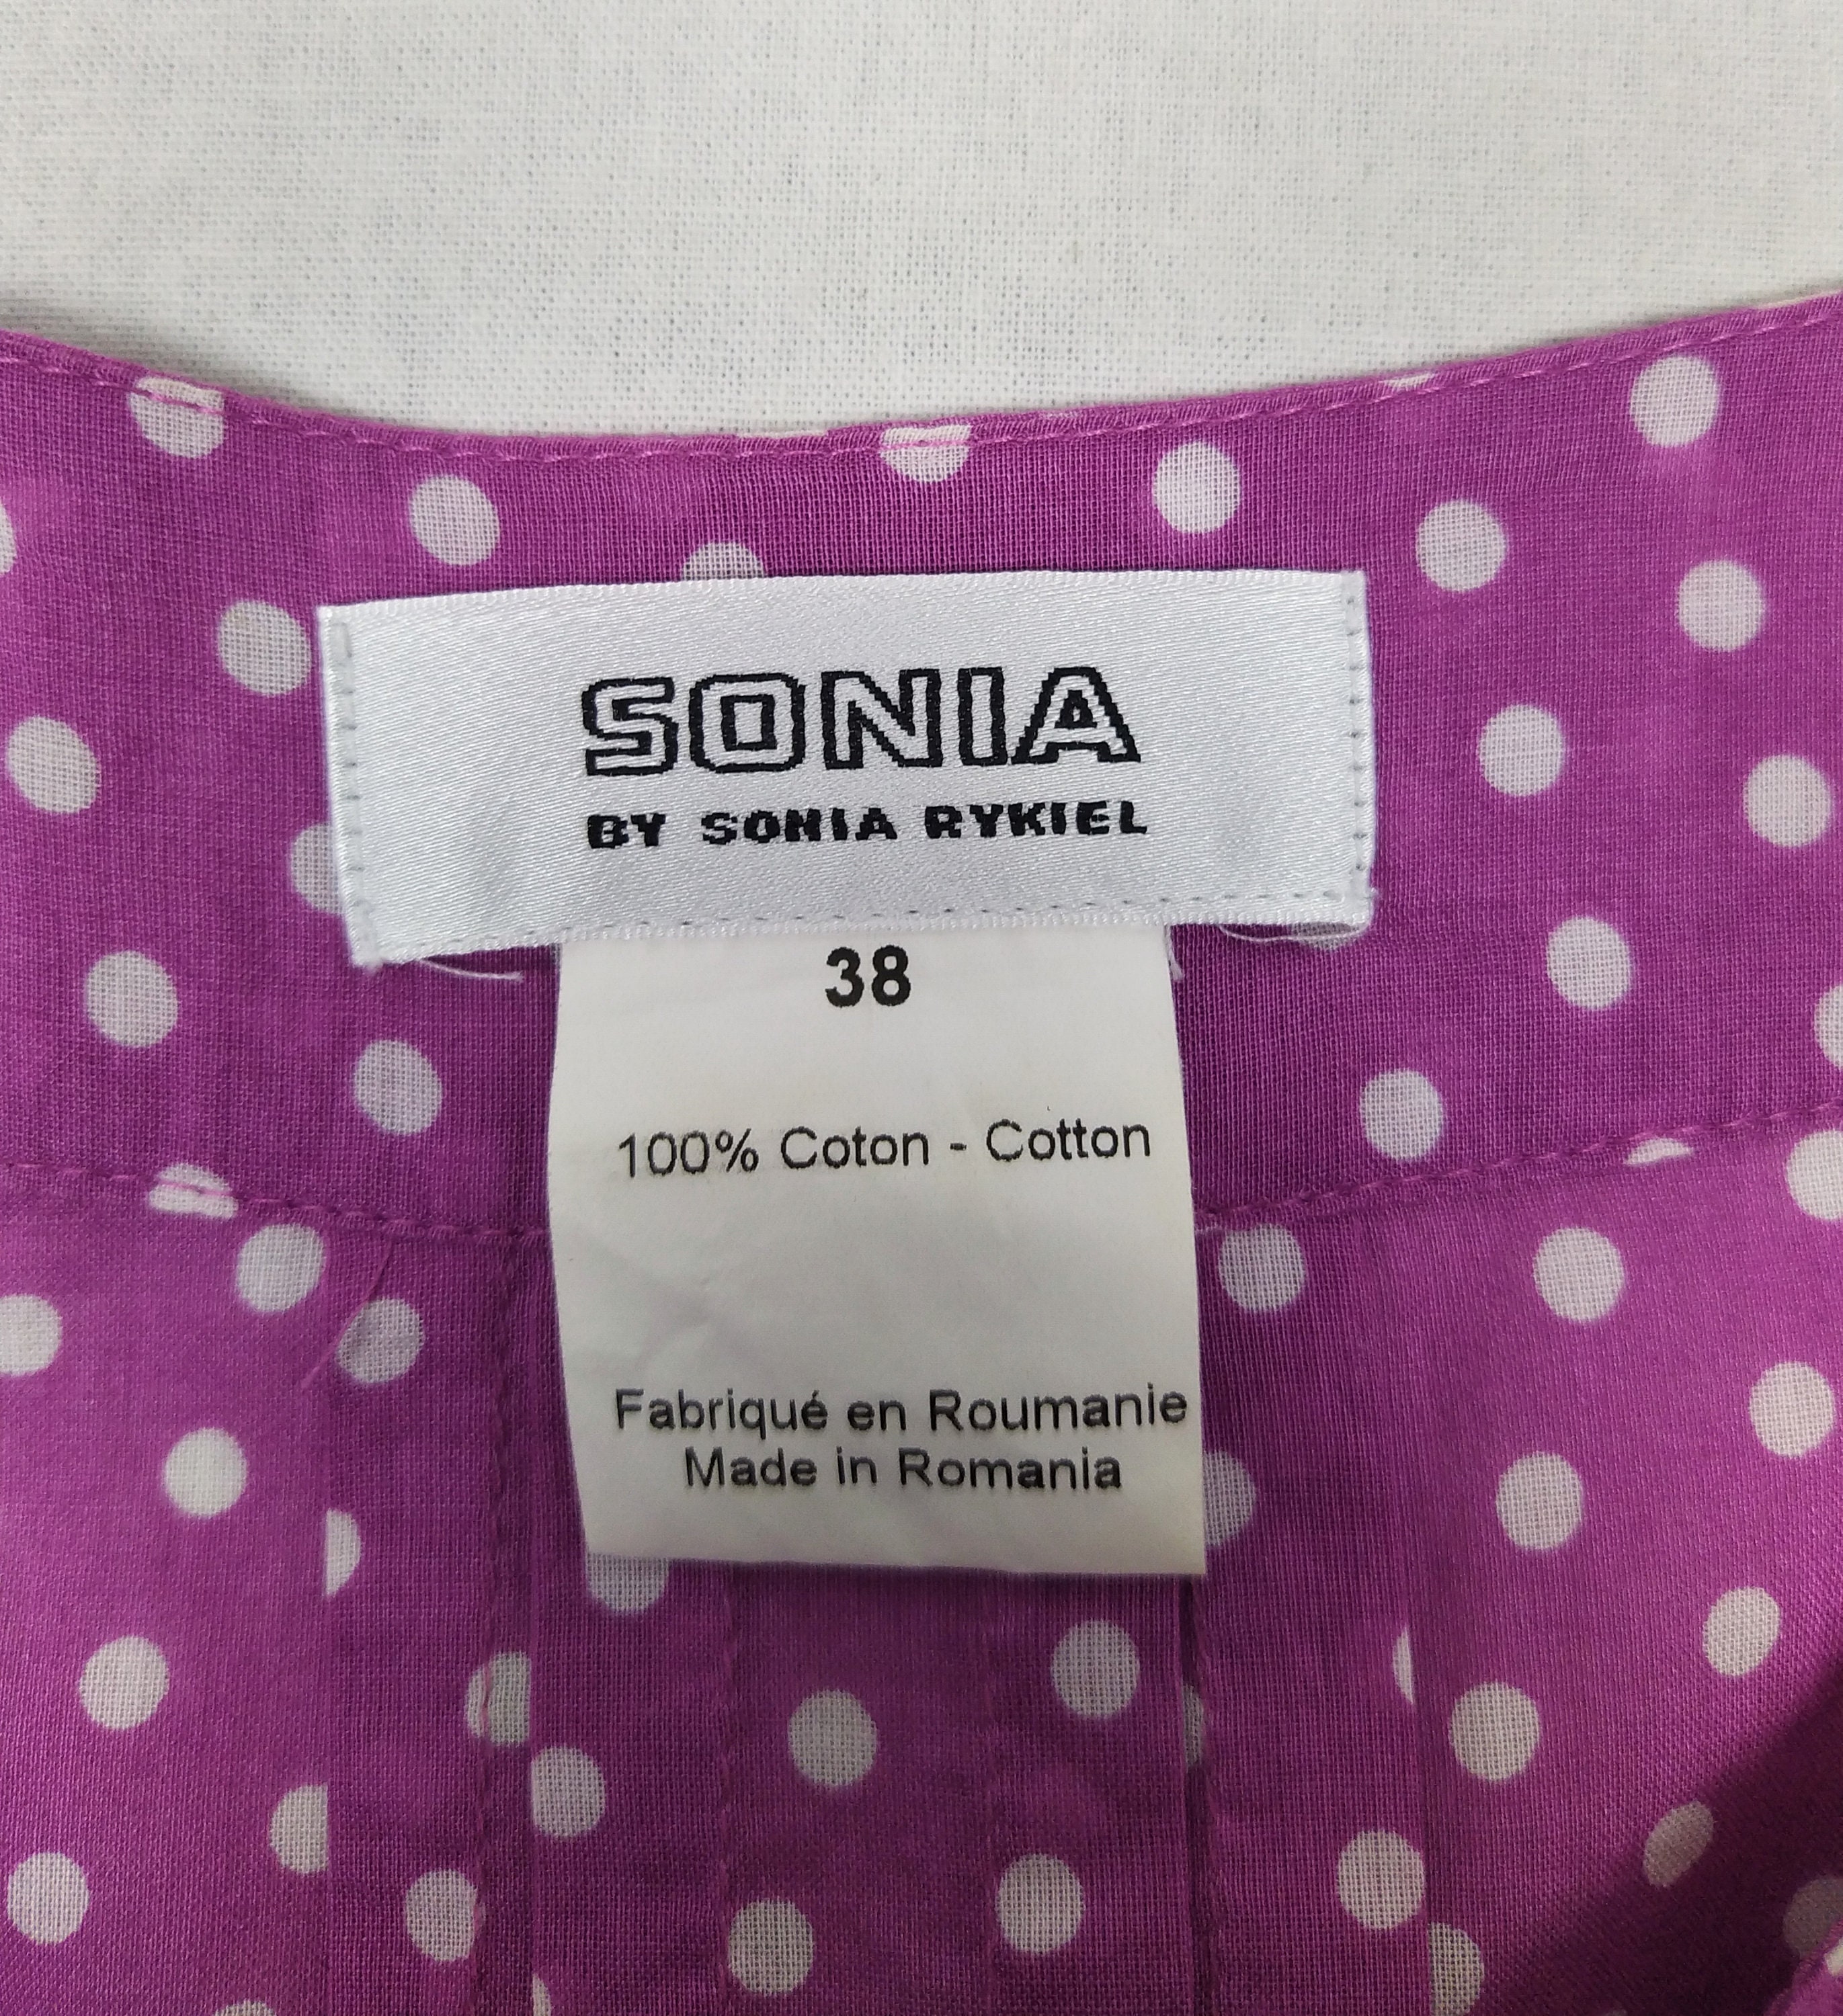 SONIA
BY SONIA RYKIEL
38
100% Coton - Cotton
Fabriqué en Roumanie
Made in Romania